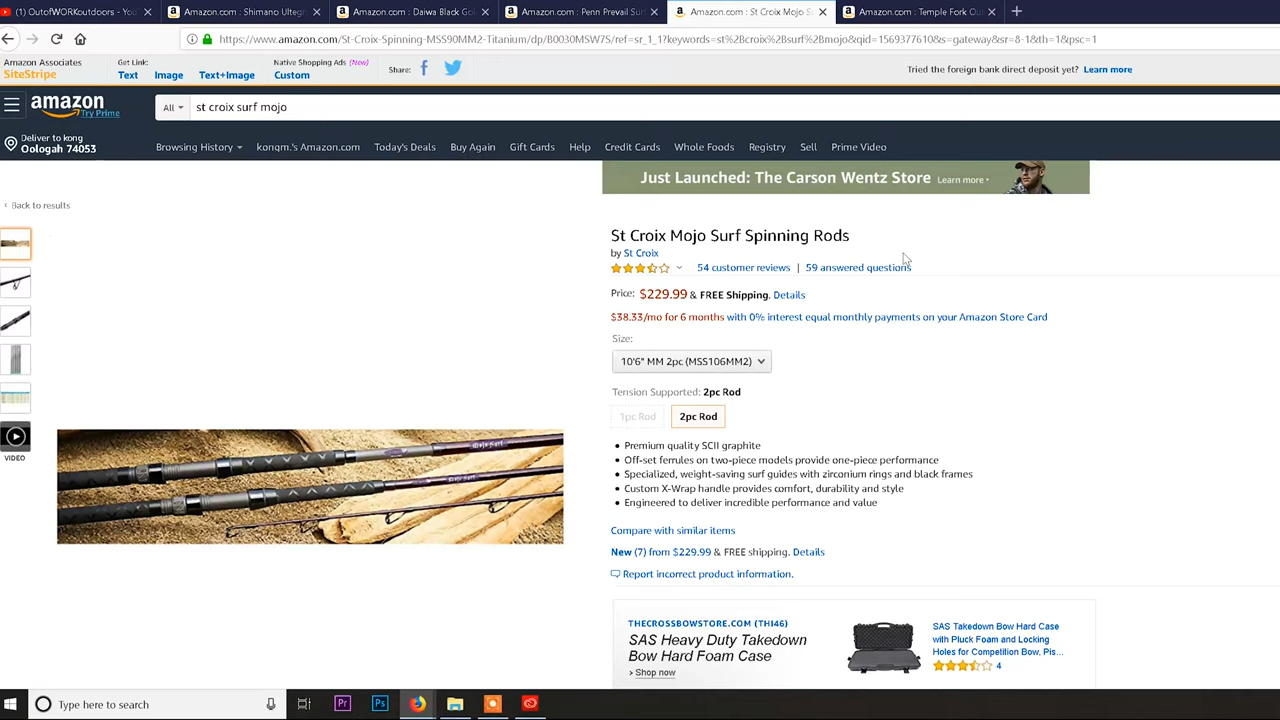 (1) OutofWORKoutdoors - Yo
Amazon.com : Shimano Ulteg
Amazon.com : Daiwa Black Go
Amazon.com : Penn Prevail Surf
Amazon.com : St Croix Mojo S
Amazon.com : Temple Fork Out
https://www.amazon.com/St-Croix-Spinning-MSS90MM2-Titanium/dp/B0030MSW7S/ref=sr_1_1?keywords=st%2Bcroix%2Bsurf%2Bmojo&qid=1569377610&s=gateway&sr=8-1&th=1&psc=1
Amazon Associates
SiteStripe
Get Link:
Text Image Text+Image
Native Shopping Ads (New)
Custom
Share:
Tried the foreign bank direct deposit yet? Learn more
amazon
Try Prime
All
st croix surf mojo
Deliver to kong
Oologah 74053
Browsing History
kongm.'s Amazon.com
Today's Deals
Buy Again
Gift Cards
Help
Credit Cards
Whole Foods
Registry
Sell
Prime Video
Just Launched: The Carson Wentz Store Learn more
‹ Back to results
St Croix Mojo Surf Spinning Rods
by St Croix
54 customer reviews | 59 answered questions
Price: $229.99 & FREE Shipping. Details
$38.33/mo for 6 months with 0% interest equal monthly payments on your Amazon Store Card
Size:
10'6" MM 2pc (MSS106MM2)
Tension Supported: 2pc Rod
1pc Rod
2pc Rod
• Premium quality SCII graphite
• Off-set ferrules on two-piece models provide one-piece performance
• Specialized, weight-saving surf guides with zirconium rings and black frames
• Custom X-Wrap handle provides comfort, durability and style
• Engineered to deliver incredible performance and value
VIDEO
Compare with similar items
New (7) from $229.99 & FREE shipping. Details
Report incorrect product information.
THECROSSBOWSTORE.COM (THI46)
SAS Heavy Duty Takedown
Bow Hard Foam Case
› Shop now
SAS Takedown Bow Hard Case
with Pluck Foam and Locking
Holes for Competition Bow, Pis...
4
Type here to search
Pr
Ps